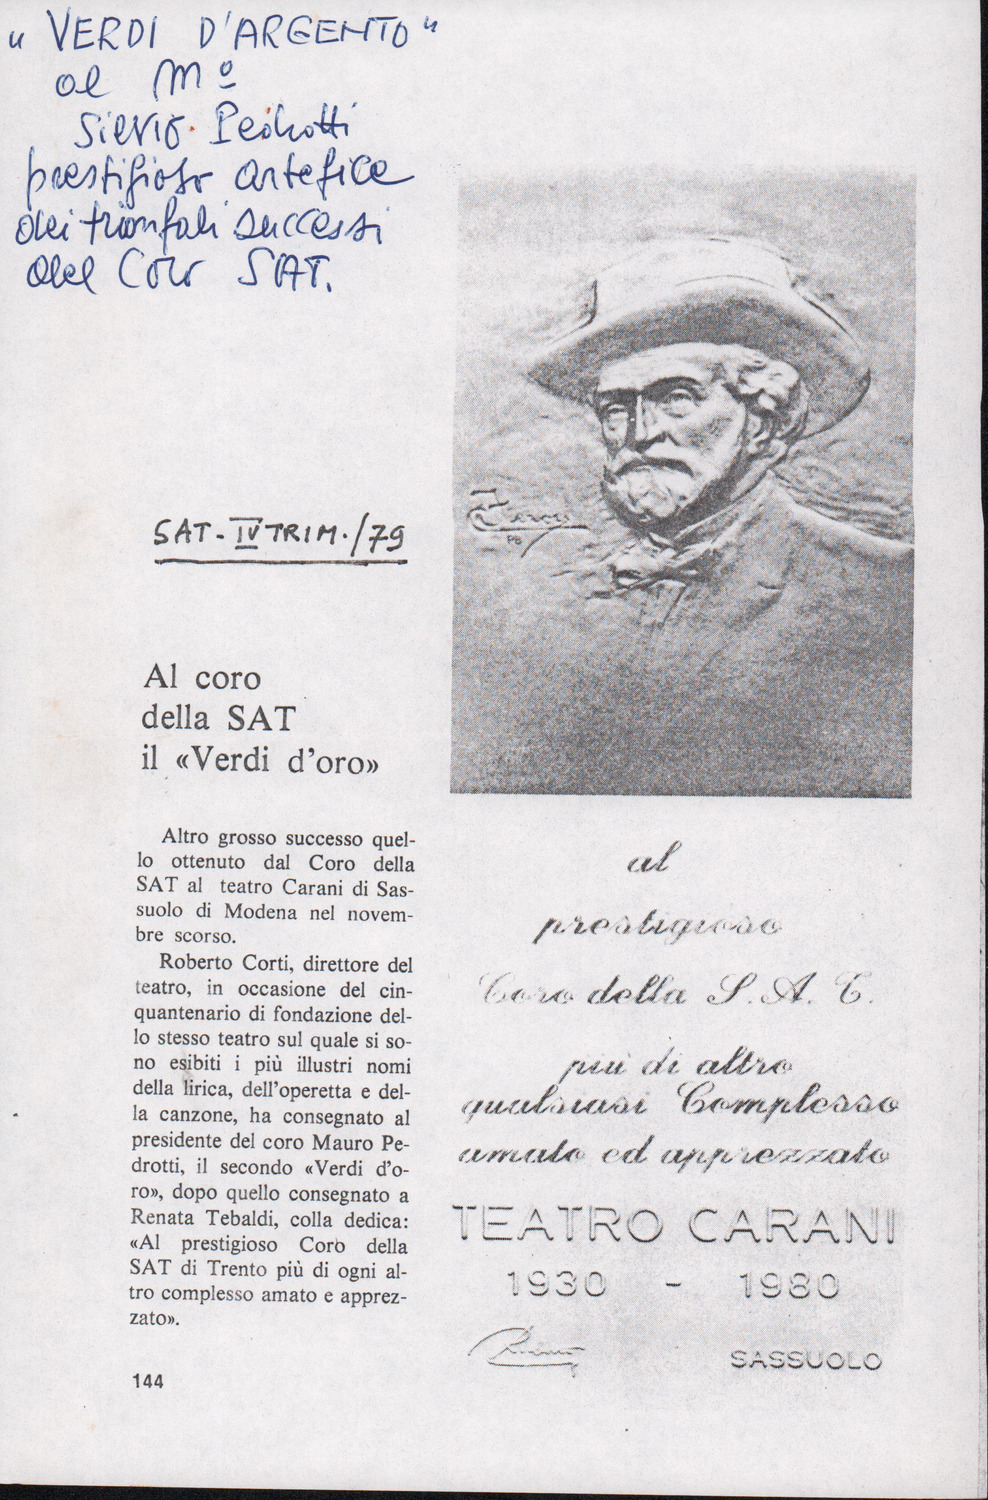 "VERDI D'ARGENTO"
al Mº
Silvio Pedrotti
prestigioso artefice
dei trionfali successi
del Coro SAT.
SAT - IV TRIM. /79
Al coro
della SAT
il «Verdi d'oro»
Altro grosso successo quel-
lo ottenuto dal Coro della
SAT al teatro Carani di Sas-
suolo di Modena nel novem-
bre scorso.
Roberto Corti, direttore del
teatro, in occasione del cin-
quantenario di fondazione del-
lo stesso teatro sul quale si so-
no esibiti i più illustri nomi
della lirica, dell'operetta e del-
la canzone, ha consegnato al
presidente del coro Mauro Pe-
drotti, il secondo «Verdi d'o-
ro», dopo quello consegnato a
Renata Tebaldi, colla dedica:
«Al prestigioso Coro della
SAT di Trento più di ogni al-
tro complesso amato e apprez-
zato».
144
G Verdi
PB
al
prestigioso
Coro della S. A. T.
più di altro
qualsiasi Complesso
amato ed apprezzato
TEATRO CARANI
1930 - 1980
SASSUOLO